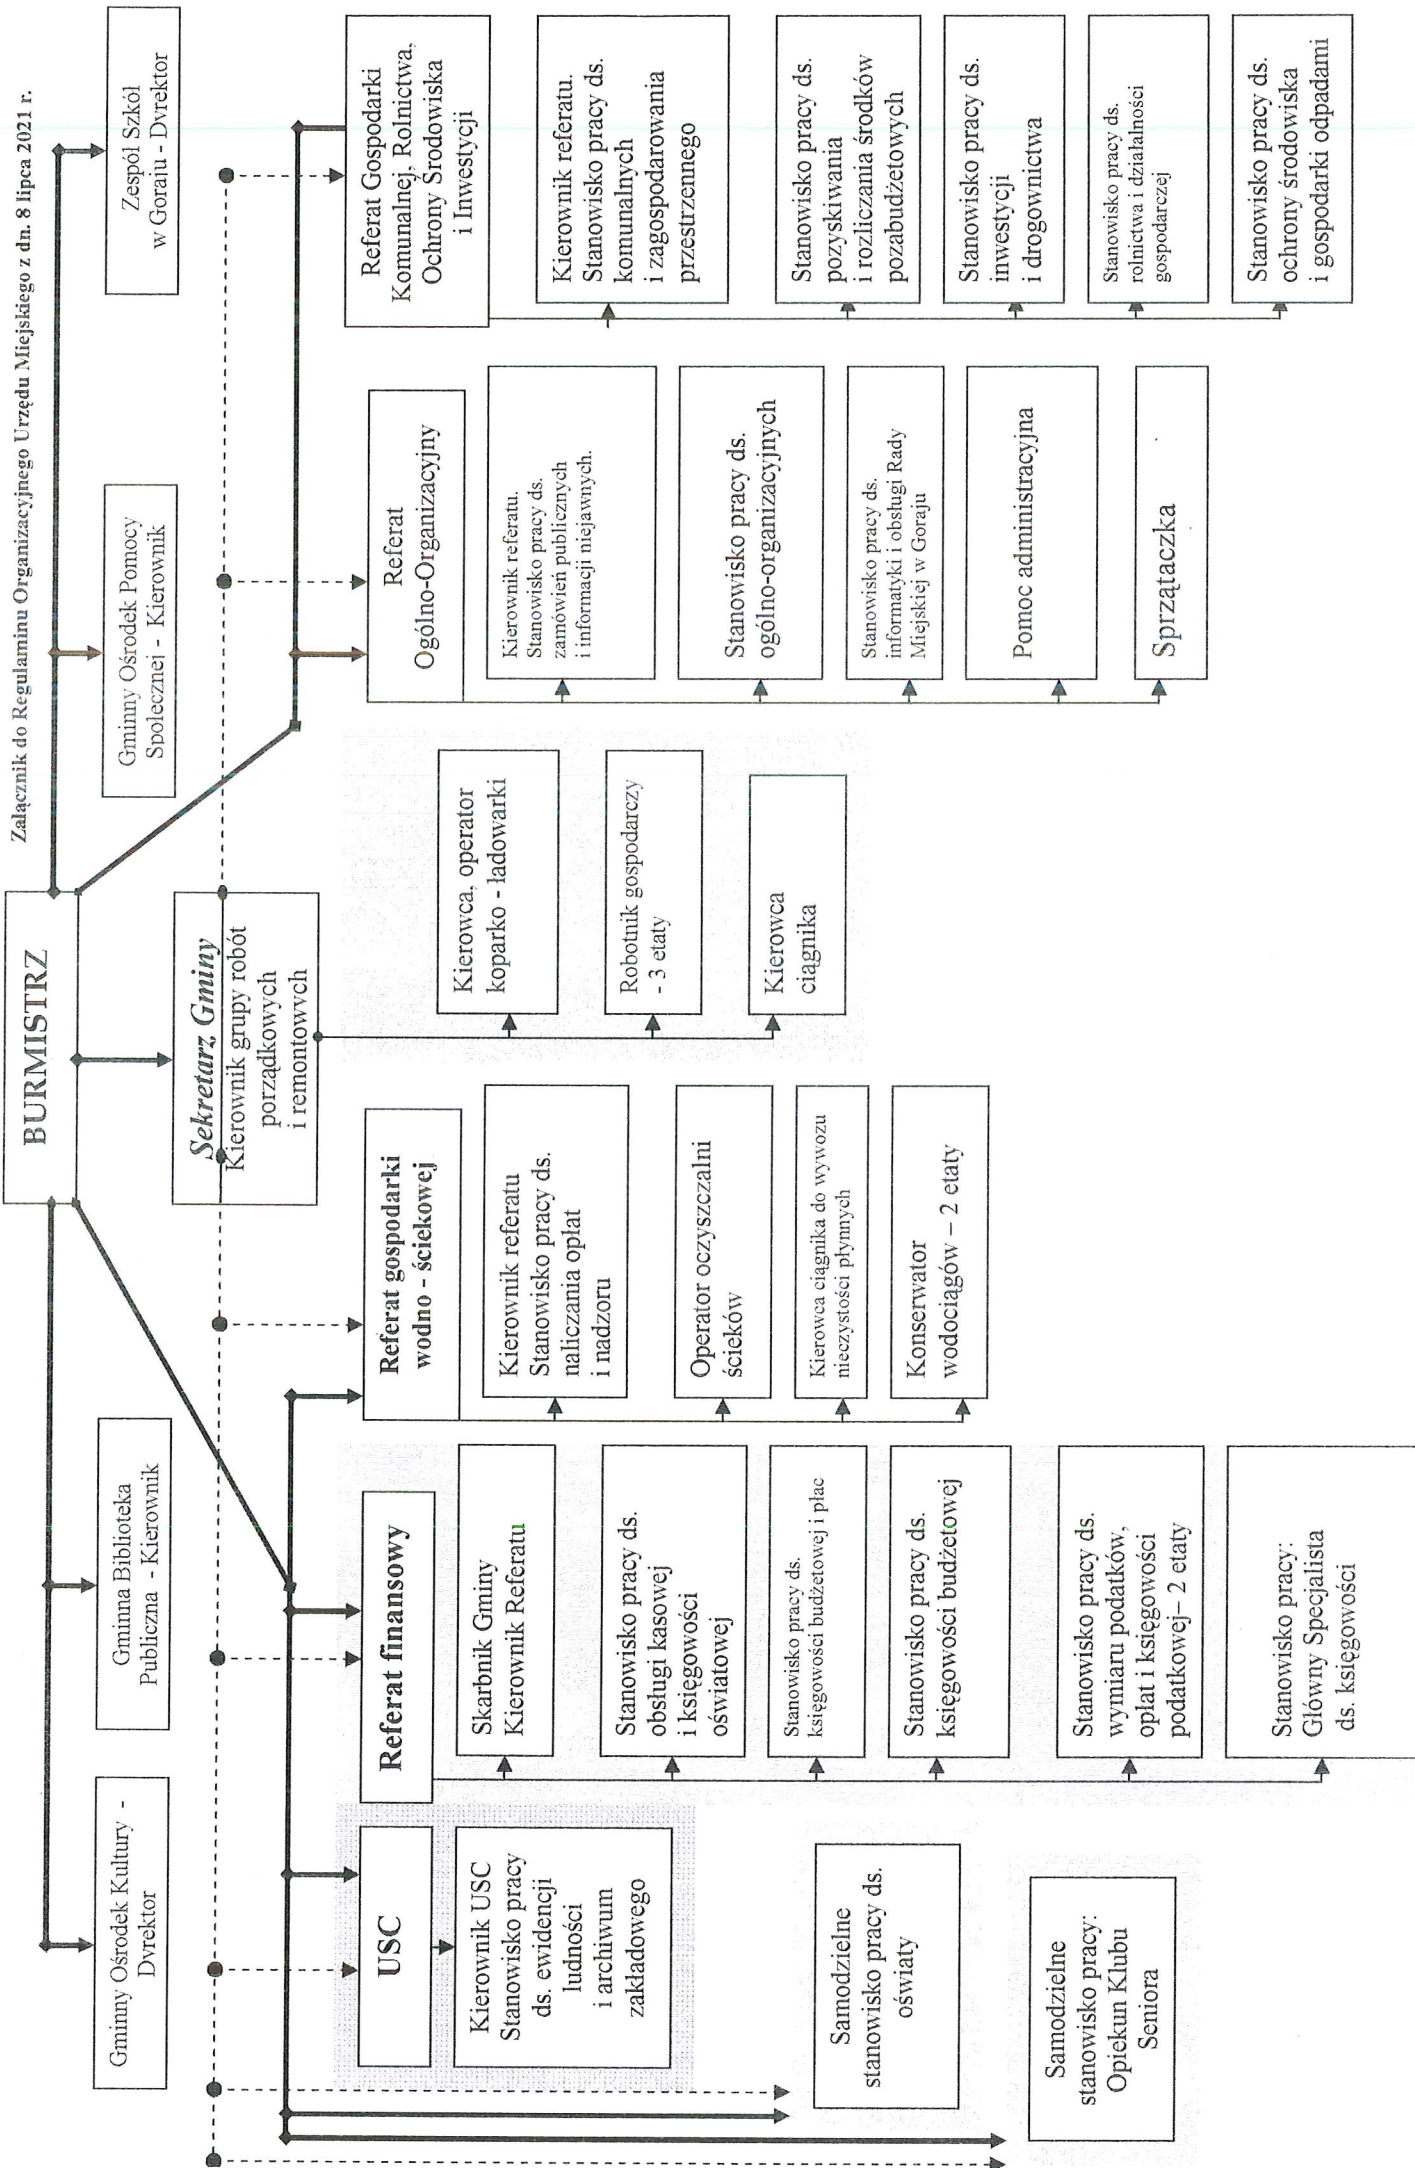 Załącznik do Regulaminu Organizacyjnego Urzędu Miejskiego z dn. 8 lipca 2021 r.
BURMISTRZ
Gminny Ośrodek Kultury -
Dyrektor
Gminna Biblioteka
Publiczna - Kierownik
Gminny Ośrodek Pomocy
Społecznej - Kierownik
Zespół Szkół
w Goraju - Dyrektor
Sekretarz Gminy
Kierownik grupy robót
porządkowych
i remontowych
USC
Kierownik USC
Stanowisko pracy
ds. ewidencji
ludności
i archiwum
zakładowego
Samodzielne
stanowisko pracy ds.
oświaty
Samodzielne
stanowisko pracy:
Opiekun Klubu
Seniora
Referat finansowy
Skarbnik Gminy
Kierownik Referatu
Stanowisko pracy ds.
obsługi kasowej
i księgowości
oświatowej
Stanowisko pracy ds.
księgowości budżetowej i płac
Stanowisko pracy ds.
księgowości budżetowej
Stanowisko pracy ds.
wymiaru podatków,
opłat i księgowości
podatkowej– 2 etaty
Stanowisko pracy:
Główny Specjalista
ds. księgowości
Referat gospodarki
wodno - ściekowej
Kierownik referatu
Stanowisko pracy ds.
naliczania opłat
i nadzoru
Operator oczyszczalni
ścieków
Kierowca ciągnika do wywozu
nieczystości płynnych
Konserwator
wodociągów – 2 etaty
Kierowca, operator
koparko - ładowarki
Robotnik gospodarczy
- 3 etaty
Kierowca
ciągnika
Referat
Ogólno-Organizacyjny
Kierownik referatu.
Stanowisko pracy ds.
zamówień publicznych
i informacji niejawnych.
Stanowisko pracy ds.
ogólno-organizacyjnych
Stanowisko pracy ds.
informatyki i obsługi Rady
Miejskiej w Goraju
Pomoc administracyjna
Sprzątaczka
Referat Gospodarki
Komunalnej, Rolnictwa,
Ochrony Środowiska
i Inwestycji
Kierownik referatu.
Stanowisko pracy ds.
komunalnych
i zagospodarowania
przestrzennego
Stanowisko pracy ds.
pozyskiwania
i rozliczania środków
pozabudżetowych
Stanowisko pracy ds.
inwestycji
i drogownictwa
Stanowisko pracy ds.
rolnictwa i działalności
gospodarczej
Stanowisko pracy ds.
ochrony środowiska
i gospodarki odpadami